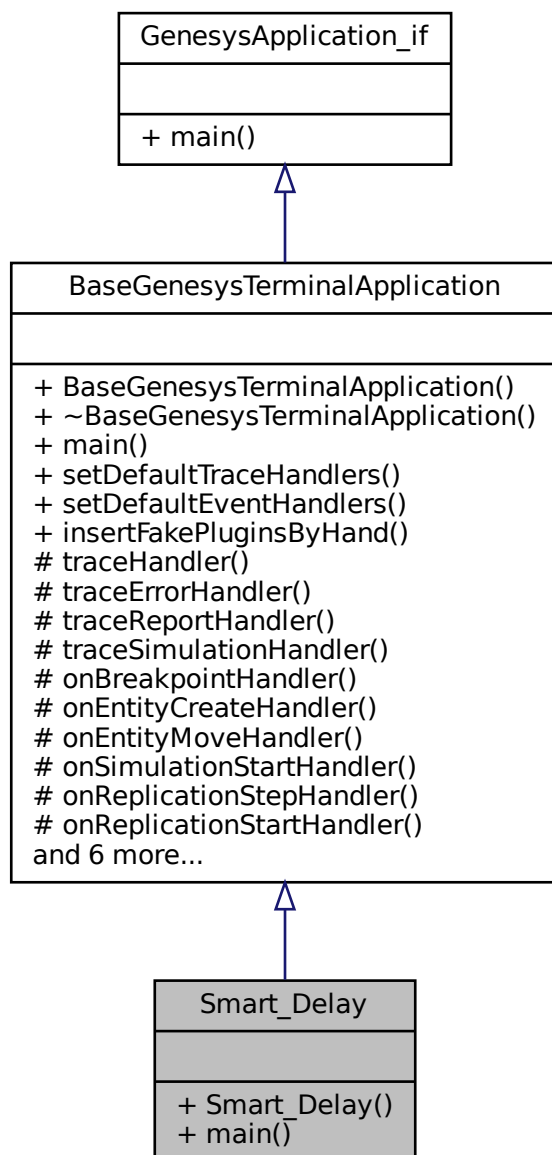 GenesysApplication_if
+ main()
BaseGenesysTerminalApplication
+ BaseGenesysTerminalApplication()
+ ~BaseGenesysTerminalApplication()
+ main()
+ setDefaultTraceHandlers()
+ setDefaultEventHandlers()
+ insertFakePluginsByHand()
# traceHandler()
# traceErrorHandler()
# traceReportHandler()
# traceSimulationHandler()
# onBreakpointHandler()
# onEntityCreateHandler()
# onEntityMoveHandler()
# onSimulationStartHandler()
# onReplicationStepHandler()
# onReplicationStartHandler()
and 6 more...
Smart_Delay
+ Smart_Delay()
+ main()